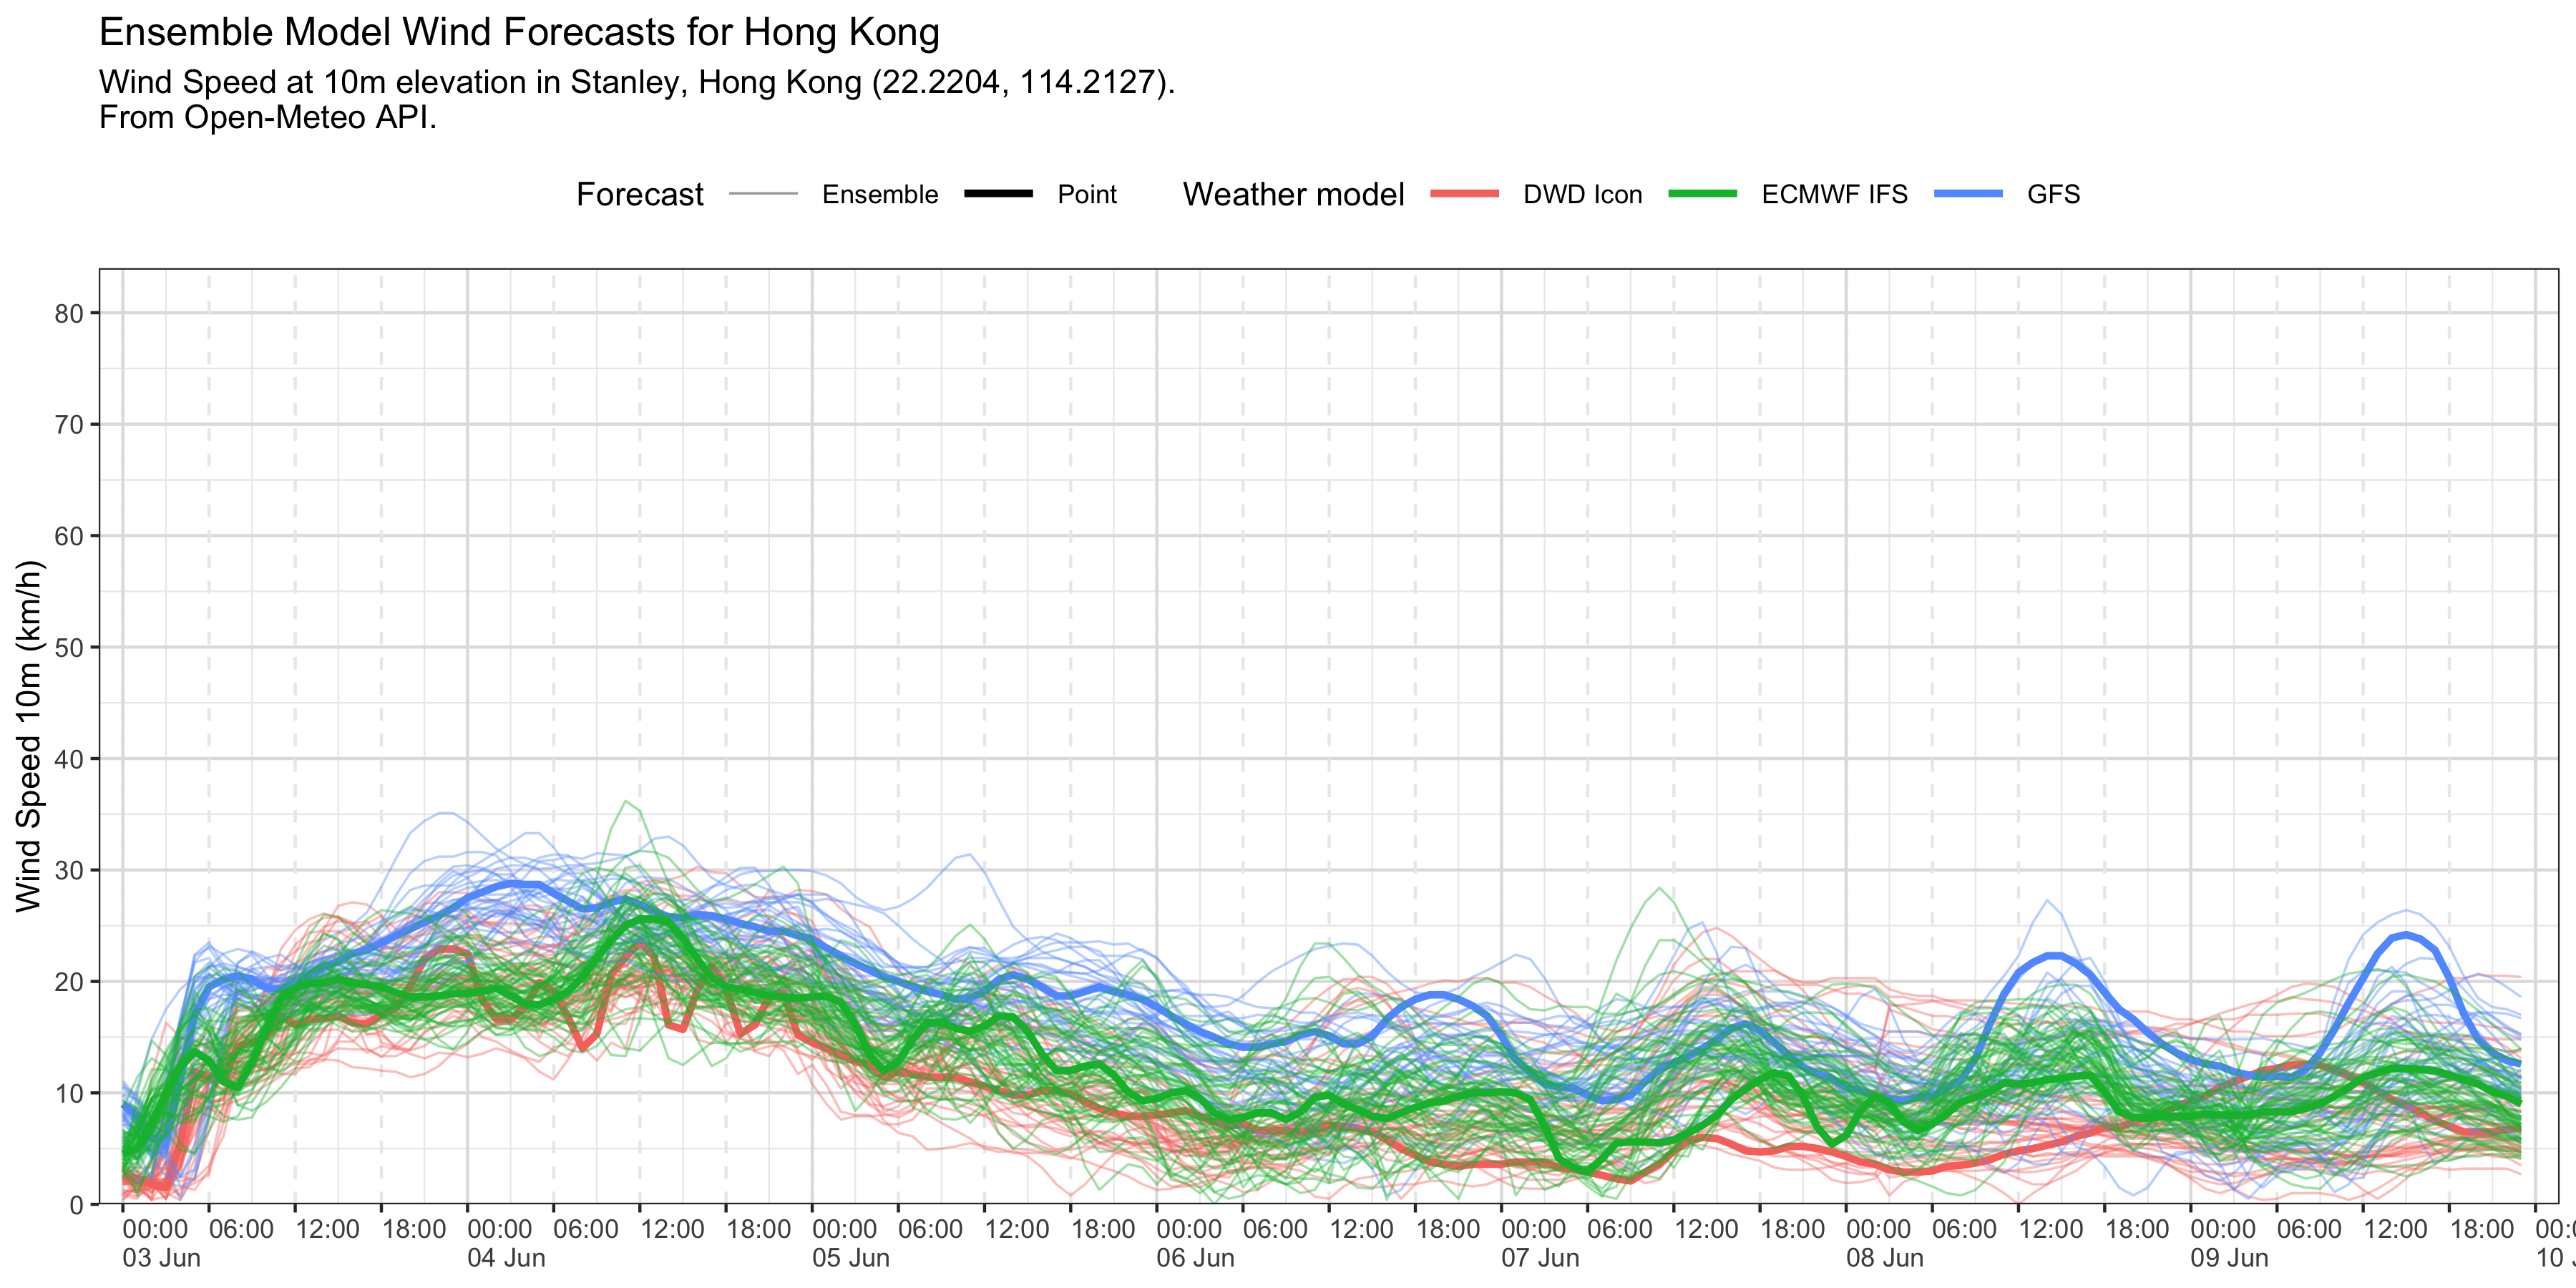 Ensemble Model Wind Forecasts for Hong Kong
Wind Speed at 10m elevation in Stanley, Hong Kong (22.2204, 114.2127).
From Open-Meteo API.
Forecast Ensemble Point Weather model DWD Icon ECMWF IFS GFS
Wind Speed 10m (km/h)
80
70
60
50
40
30
20
10
0
00:00 06:00 12:00 18:00 00:00 06:00 12:00 18:00 00:00 06:00 12:00 18:00 00:00 06:00 12:00 18:00 00:00 06:00 12:00 18:00 00:00 06:00 12:00 18:00 00:00 06:00 12:00 18:00 00:0
03 Jun 04 Jun 05 Jun 06 Jun 07 Jun 08 Jun 09 Jun 10